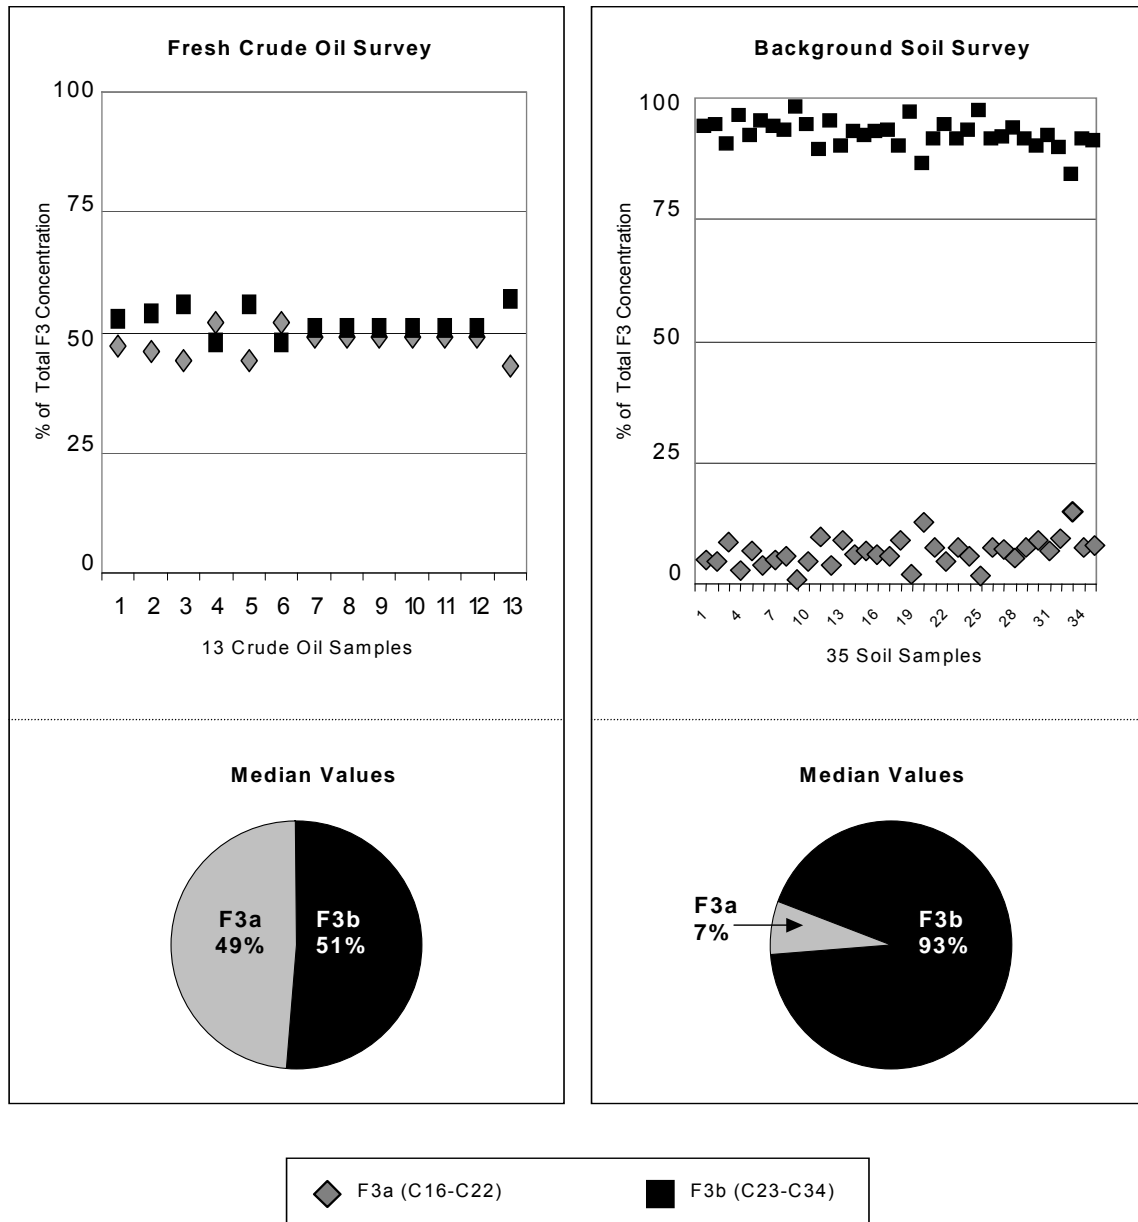 Fresh Crude Oil Survey
100
75
50
25
0
% of Total F3 Concentration
1 2 3 4 5 6 7 8 9 10 11 12 13
13 Crude Oil Samples
Median Values
F3a
49%
F3b
51%
Background Soil Survey
100
75
50
25
0
% of Total F3 Concentration
1 4 7 10 13 16 19 22 25 28 31 34
35 Soil Samples
Median Values
F3a
7%
F3b
93%
F3a (C16-C22)
F3b (C23-C34)